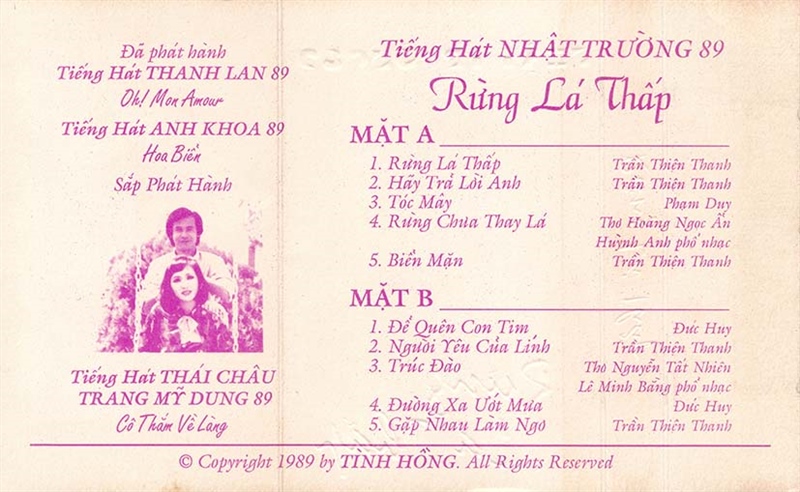 Đã phát hành
Tiếng Hát THANH LAN 89
Oh! Mon Amour
Tiếng Hát ANH KHOA 89
Hoa Biển
Sắp Phát Hành
Tiếng Hát THÁI CHÂU
TRANG MỸ DUNG 89
Cô Thắm Về Làng
Tiếng Hát NHẬT TRƯỜNG 89
Rừng Lá Thấp
MẶT A
1. Rừng Lá Thấp Trần Thiện Thanh
2. Hãy Trả Lời Anh Trần Thiện Thanh
3. Tóc Mây Phạm Duy
4. Rừng Chưa Thay Lá Thơ Hoàng Ngọc Ẩn
Huỳnh Anh phổ nhạc
5. Biển Mặn Trần Thiện Thanh
MẶT B
1. Để Quên Con Tim Đức Huy
2. Người Yêu Của Lính Trần Thiện Thanh
3. Trúc Đào Thơ Nguyễn Tất Nhiên
Lê Minh Bằng phổ nhạc
4. Đường Xa Ướt Mưa Đức Huy
5. Gặp Nhau Làm Ngơ Trần Thiện Thanh
© Copyright 1989 by TÌNH HỒNG. All Rights Reserved